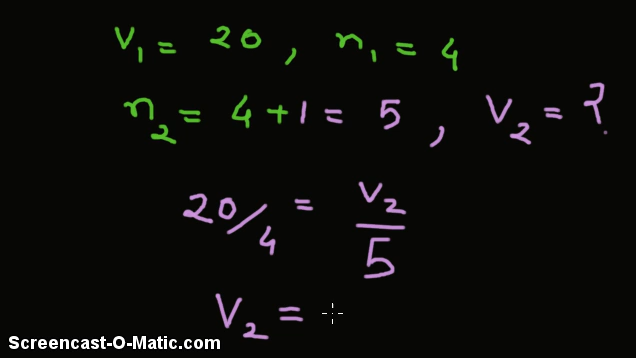 V₁ = 20, n₁ = 4
n₂ = 4+1 = 5, V₂ = ?
20/4 = V₂/5
V₂ =
Screencast-O-Matic.com